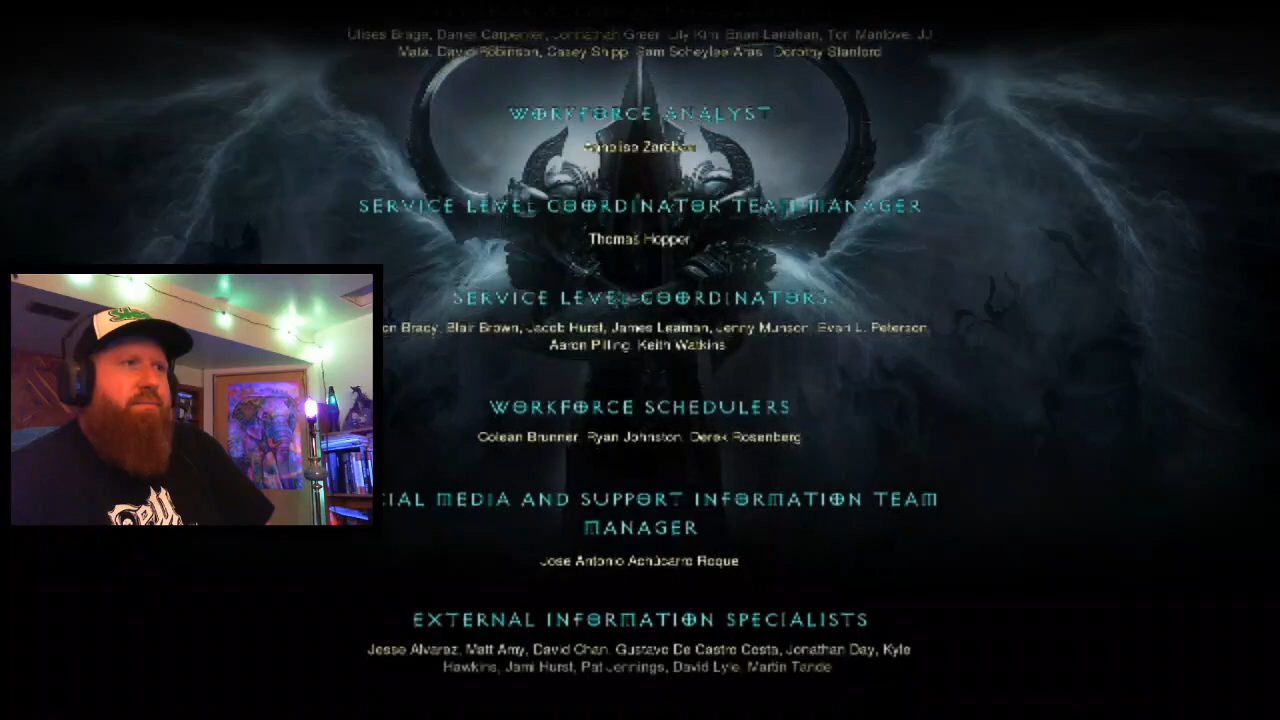 Ulises Braga, Daniel Carpenter, Johnathan Greer, Lily Kim, Brian Lanahan, Tori Manlove, JJ
Mata, David Robinson, Casey Shipp, Sam Scheylee Aras, Dorothy Stanford
WORKFORCE ANALYST
Zaroban
SERVICE LEVEL COORDINATOR TEAM MANAGER
Thomas Hopper
SERVICE LEVEL COORDINATORS
Bracy, Blair Brown, Jacob Hurst, James Leaman, Jenny Munson, Evan L. Peterson,
Aaron Pilling, Keith Watkins
WORKFORCE SCHEDULERS
Colean Brunner, Ryan Johnston, Derek Rosenberg
CIAL MEDIA AND SUPPORT INFORMATION TEAM
MANAGER
Jose Antonio Achúcarro Roque
EXTERNAL INFORMATION SPECIALISTS
Jesse Alvarez, Matt Amy, David Chan, Gustavo De Castro Costa, Jonathan Day, Kyle
Hawkins, Jami Hurst, Pat Jennings, David Lyle, Martin Tande